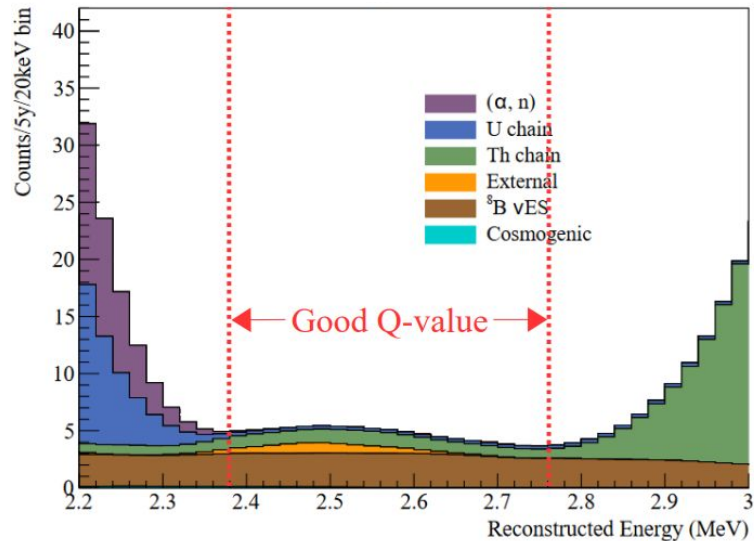 Counts/5y/20keV bin
40
35
30
25
20
15
10
5
0
(α, n)
U chain
Th chain
External
⁸B νES
Cosmogenic
Good Q-value
2.2 2.3 2.4 2.5 2.6 2.7 2.8 2.9 3
Reconstructed Energy (MeV)